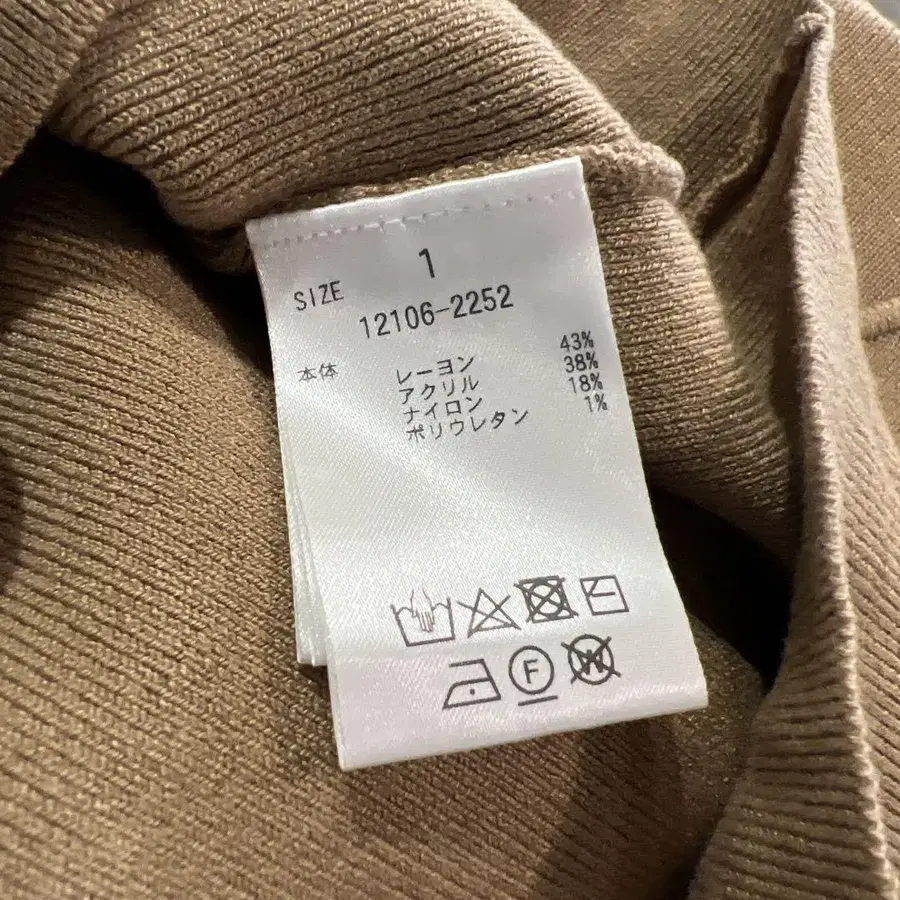 SIZE 1
12106-2252
本体 レーヨン 43%
アクリル 38%
ナイロン 18%
ポリウレタン 1%
F
W